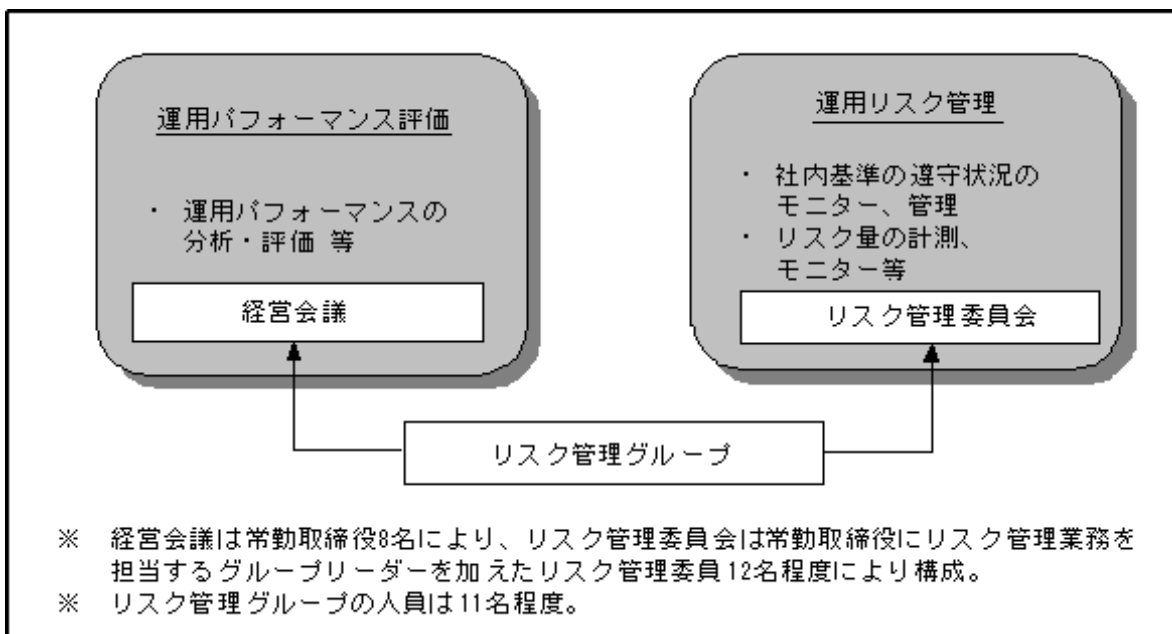 運用パフォーマンス評価
・ 運用パフォーマンスの
分析・評価 等
経営会議
運用リスク管理
・ 社内基準の遵守状況の
モニター、管理
・ リスク量の計測、
モニター等
リスク管理委員会
リスク管理グループ
※ 経営会議は常勤取締役8名により、リスク管理委員会は常勤取締役にリスク管理業務を
担当するグループリーダーを加えたリスク管理委員12名程度により構成。
※ リスク管理グループの人員は11名程度。